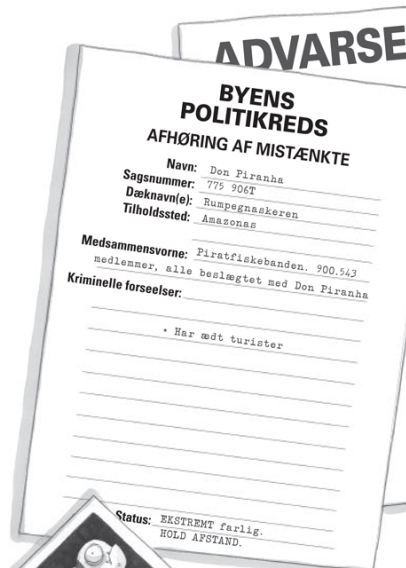 ADVARSE
BYENS
POLITIKREDS
AFHØRING AF MISTÆNKTE
Navn: Don Piranha
Sagsnummer: 775 906T
Dæknavn(e): Rumpegnaskeren
Tilholdssted: Amazonas
Medsammensvorne: Piratfiskebanden. 900.543
medlemmer, alle beslægtet med Don Piranha
Kriminelle forseelser:
• Har ædt turister
Status: EKSTREMT farlig.
HOLD AFSTAND.